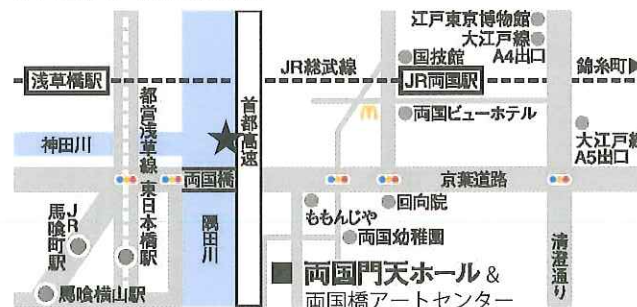 江戸東京博物館
大江戸線
A4出口
国技館
浅草橋駅
JR総武線
JR両国駅
錦糸町
両国ビューホテル
大江戸線
A5出口
神田川
都営浅草線
首都高速
両国橋
京葉道路
東日本橋駅
隅田川
JR
馬喰町駅
馬喰横山駅
ももんじや
回向院
両国幼稚園
清澄通り
両国門天ホール &
両国橋アートセンター